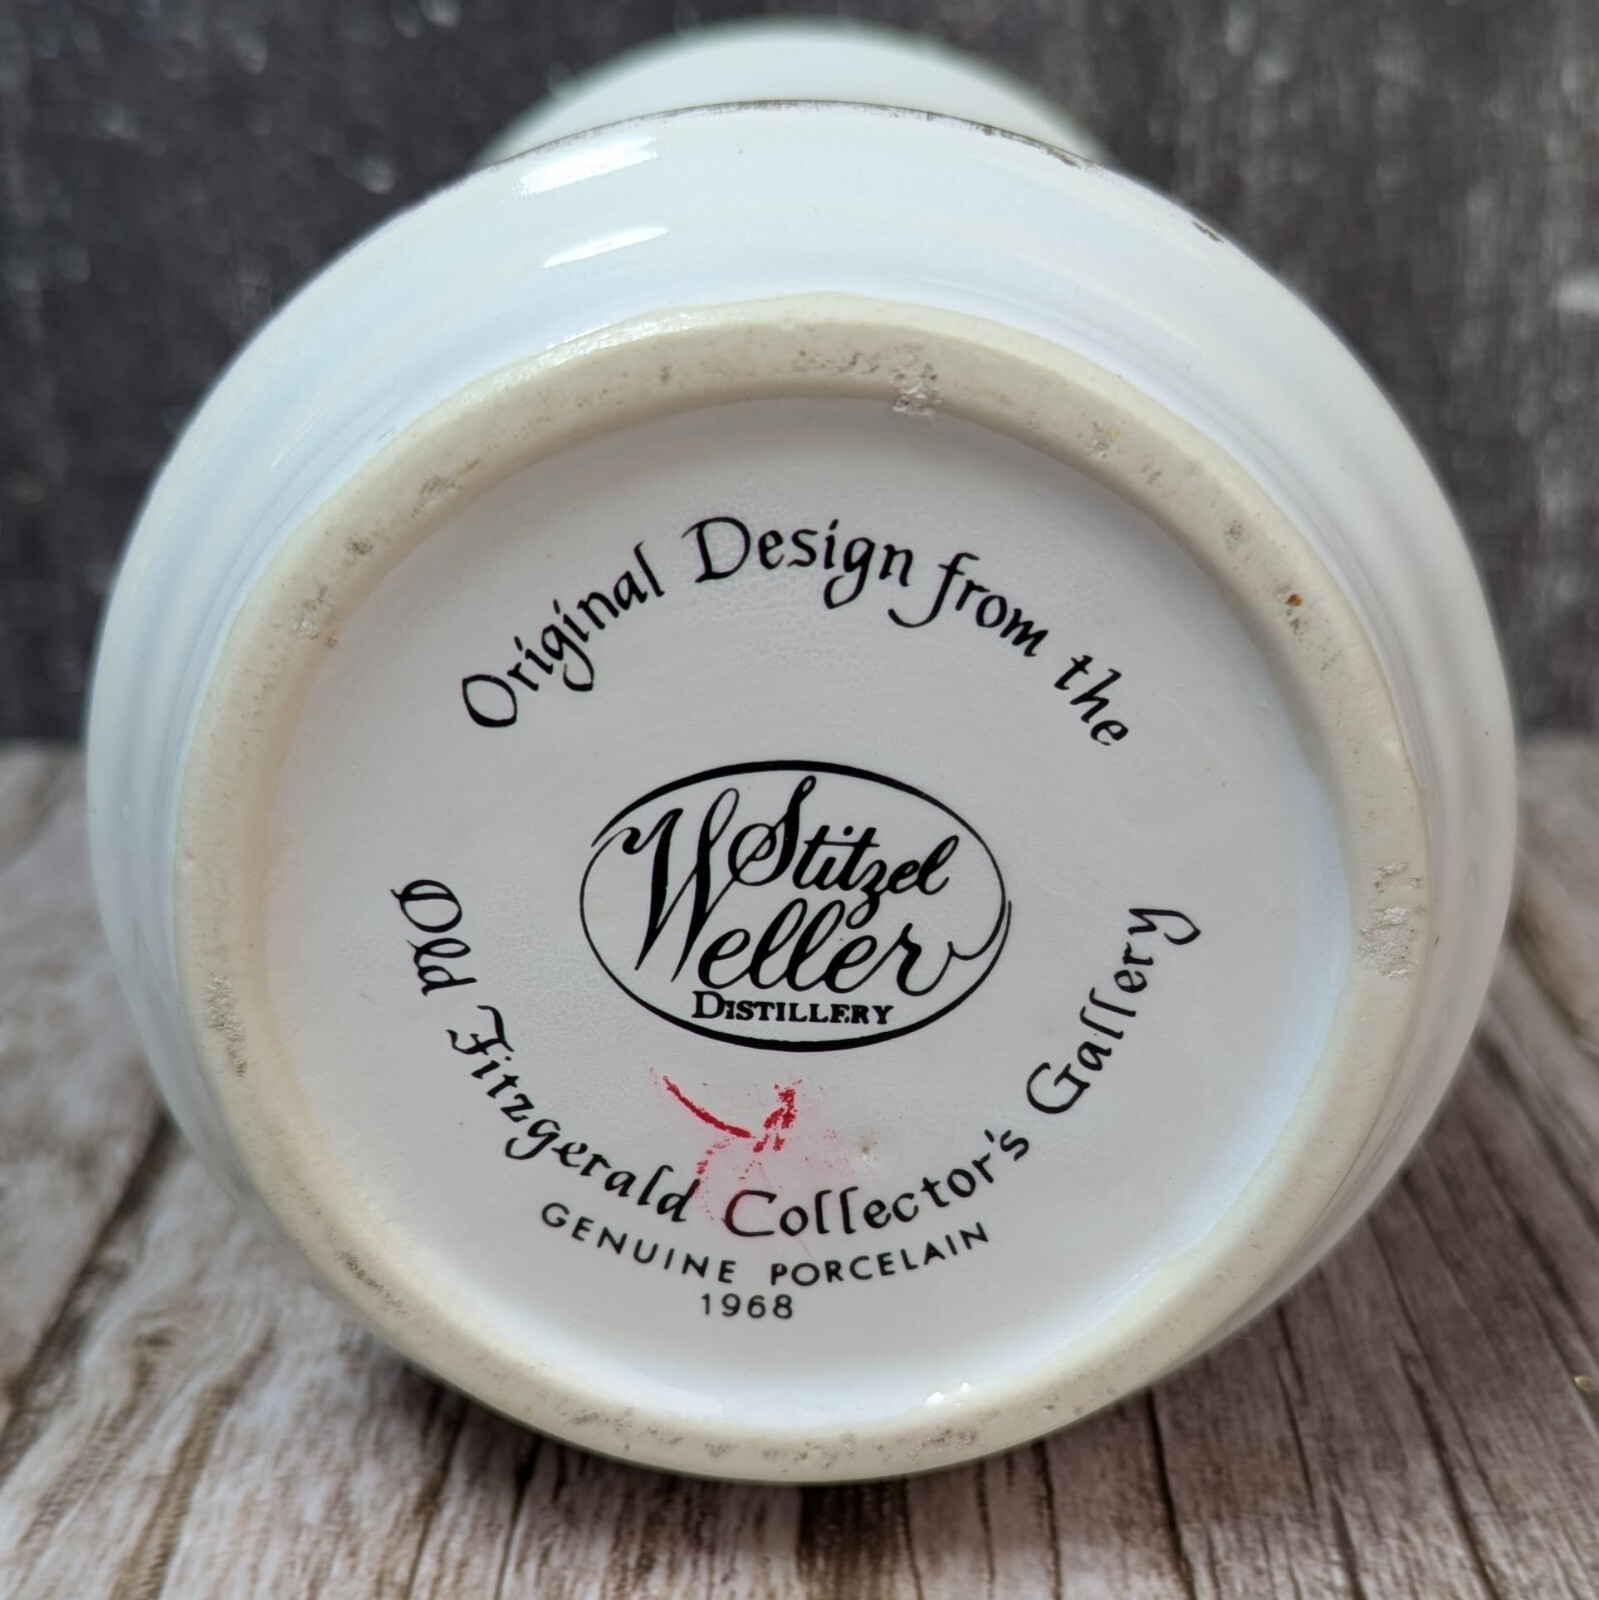 Original Design from the
Stitzel
Weller
DISTILLERY
Old Fitzgerald Collector's Gallery
GENUINE PORCELAIN
1968